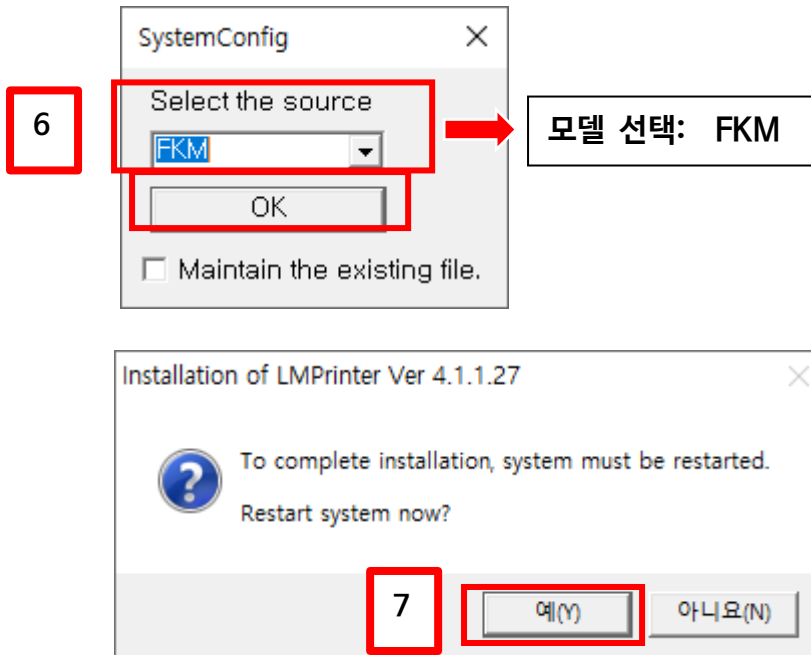 SystemConfig
6
Select the source
FKM
모델 선택: FKM
OK
Maintain the existing file.
Installation of LMPrinter Ver 4.1.1.27
To complete installation, system must be restarted.
Restart system now?
7
예(Y)
아니요(N)